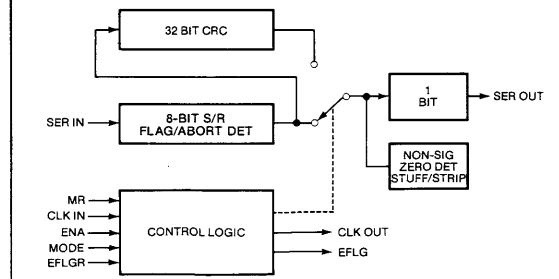 32 BIT CRC
SER IN
8-BIT S/R
FLAG/ABORT DET
1
BIT
SER OUT
NON-SIG
ZERO DET
STUFF/STRIP
MR
CLK IN
ENA
MODE
EFLGR
CONTROL LOGIC
CLK OUT
EFLG